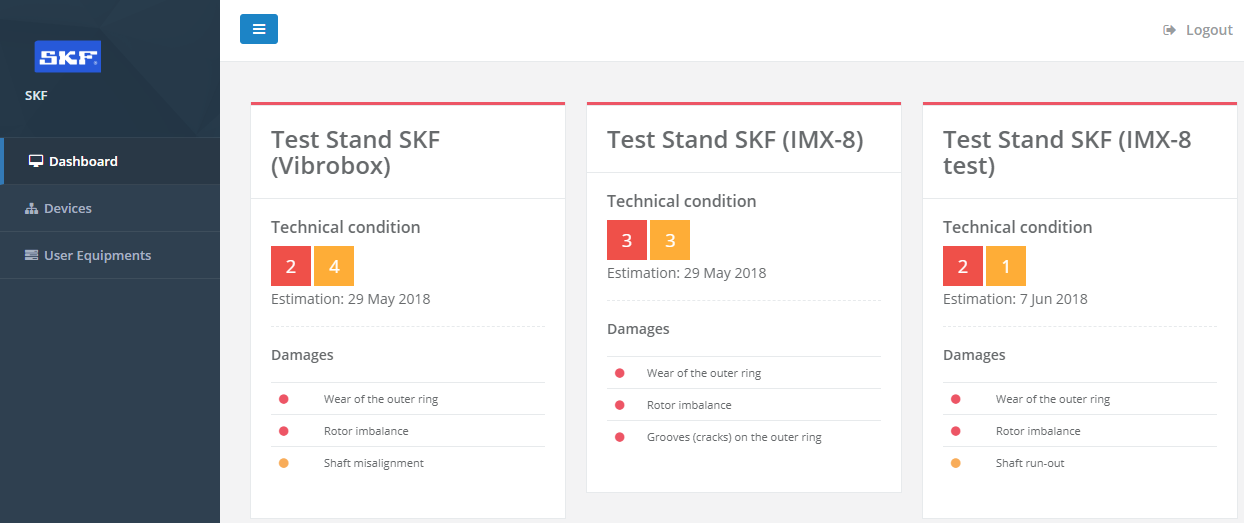 SKF
SKF
Dashboard
Devices
User Equipments
Logout
Test Stand SKF
(Vibrobox)
Technical condition
2 4
Estimation: 29 May 2018
Damages
Wear of the outer ring
Rotor imbalance
Shaft misalignment
Test Stand SKF (IMX-8)
Technical condition
3 3
Estimation: 29 May 2018
Damages
Wear of the outer ring
Rotor imbalance
Grooves (cracks) on the outer ring
Test Stand SKF (IMX-8
test)
Technical condition
2 1
Estimation: 7 Jun 2018
Damages
Wear of the outer ring
Rotor imbalance
Shaft run-out